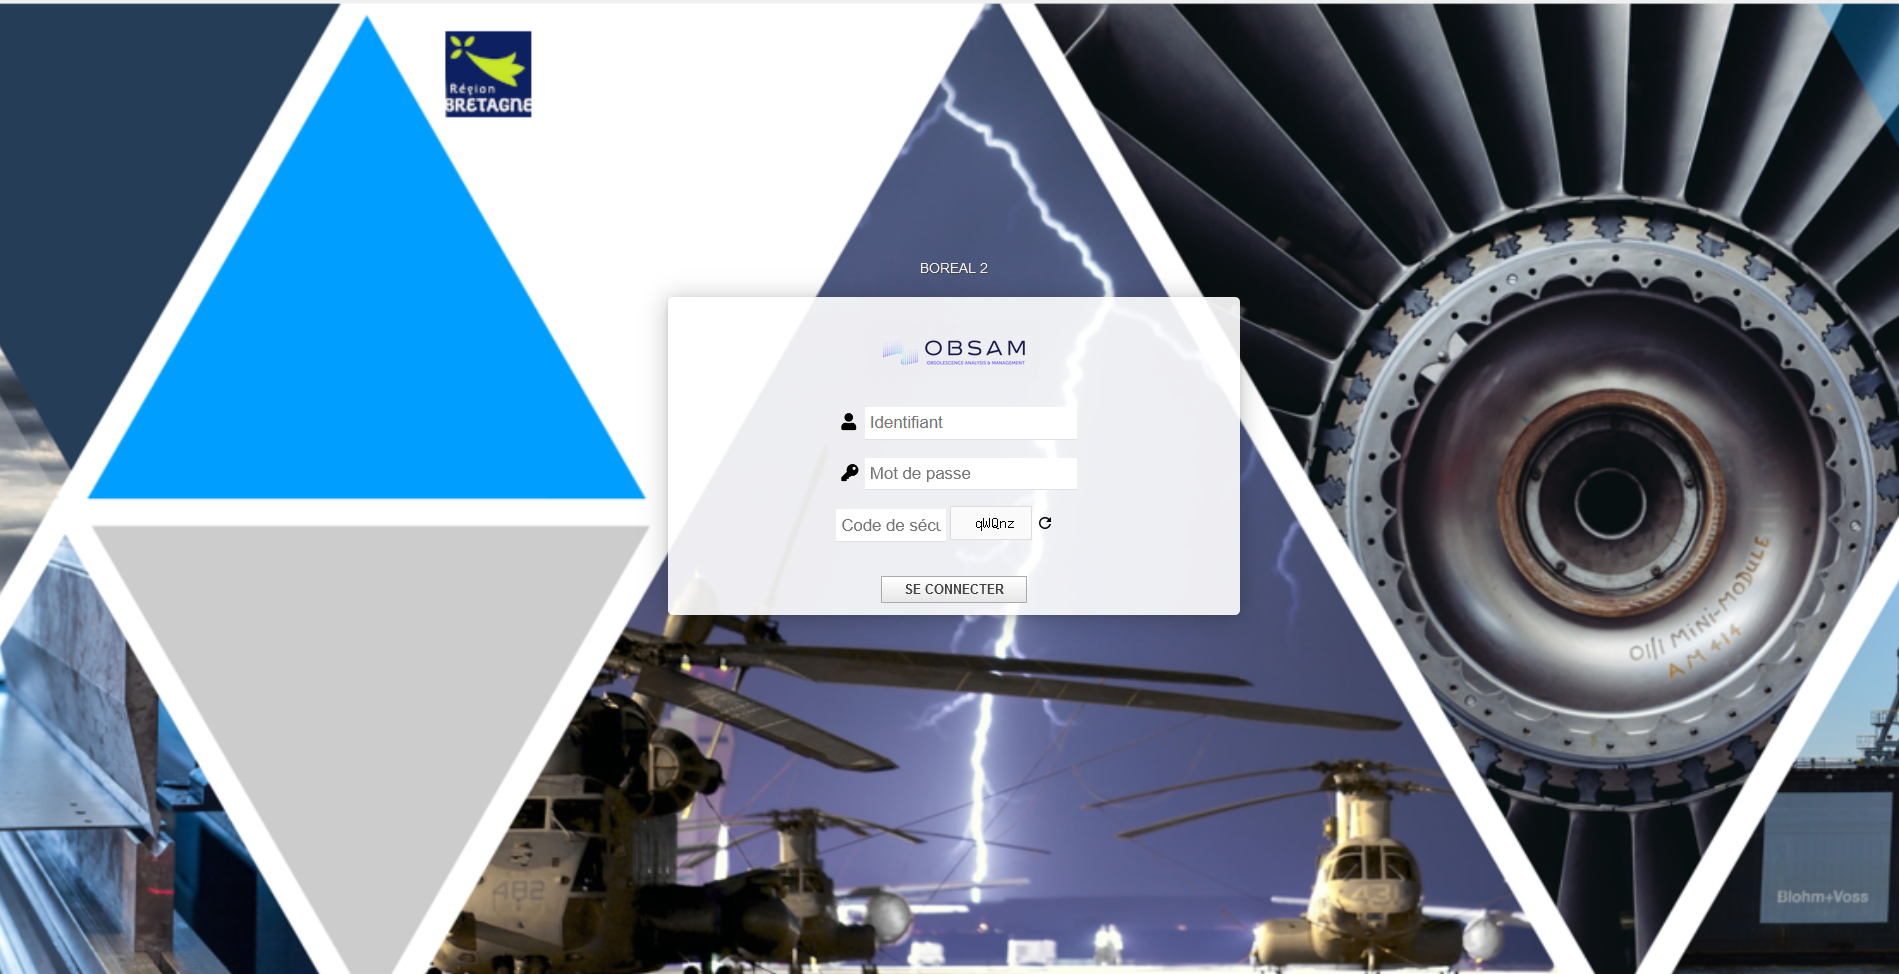 Région
BRETAGNE
BOREAL 2
OBSAM
OBSOLESCENCE ANALYSIS & MANAGEMENT
Identifiant
Mot de passe
Code de sécu
qWQnz
SE CONNECTER
01/1 MINI-MODULE
AM 414
482
431
Blohm+Voss